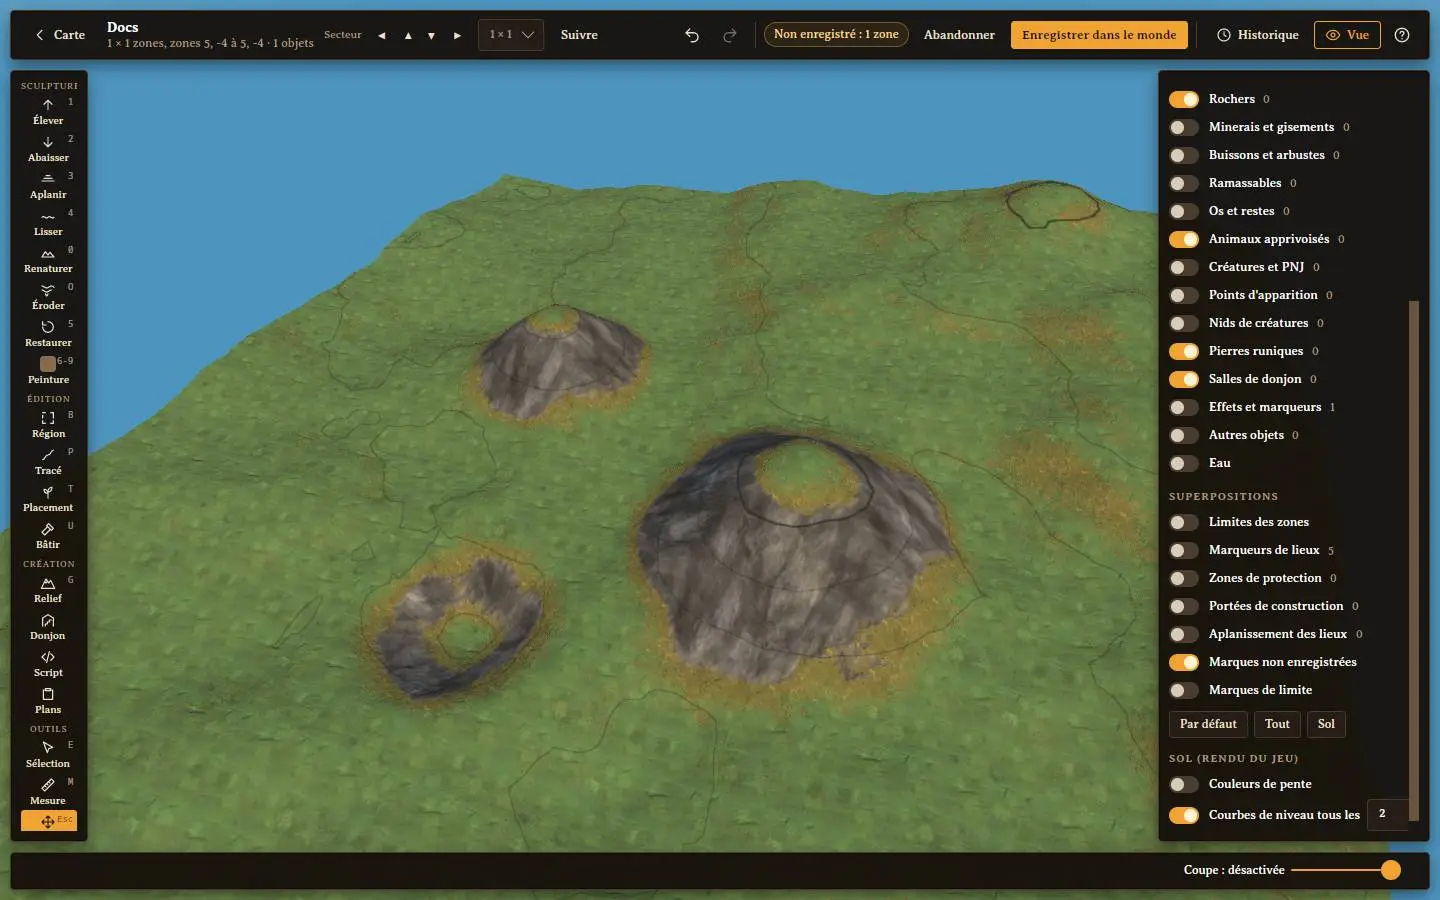 Carte
Docs
1 × 1 zones, zones 5, -4 à 5, -4 · 1 objets
Secteur
1 × 1
Suivre
Non enregistré : 1 zone
Abandonner
Enregistrer dans le monde
Historique
Vue
SCULPTURE
1
Élever
2
Abaisser
3
Aplanir
4
Lisser
0
Renaturer
O
Éroder
5
Restaurer
6-9
Peinture
ÉDITION
B
Région
P
Tracé
T
Placement
U
Bâtir
CRÉATION
G
Relief
Donjon
Script
Plans
OUTILS
E
Sélection
M
Mesure
Esc
Rochers 0
Minerais et gisements 0
Buissons et arbustes 0
Ramassables 0
Os et restes 0
Animaux apprivoisés 0
Créatures et PNJ 0
Points d'apparition 0
Nids de créatures 0
Pierres runiques 0
Salles de donjon 0
Effets et marqueurs 1
Autres objets 0
Eau
SUPERPOSITIONS
Limites des zones
Marqueurs de lieux 5
Zones de protection 0
Portées de construction 0
Aplanissement des lieux 0
Marques non enregistrées
Marques de limite
Par défaut
Tout
Sol
SOL (RENDU DU JEU)
Couleurs de pente
Courbes de niveau tous les 2
Coupe : désactivée